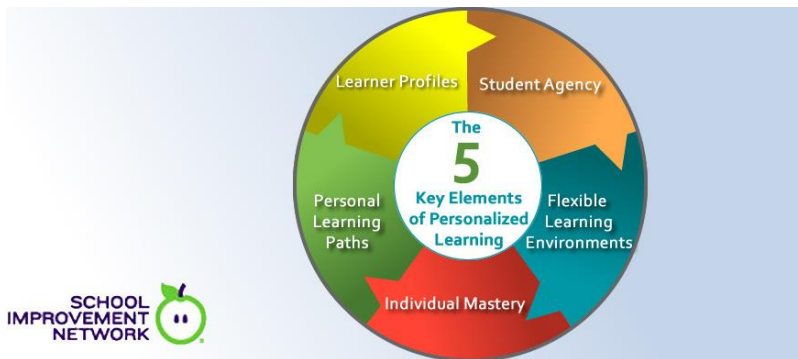 Learner Profiles
Student Agency
The
5
Key Elements
of Personalized
Learning
Personal
Learning
Paths
Flexible
Learning
Environments
Individual Mastery
SCHOOL
IMPROVEMENT
NETWORK